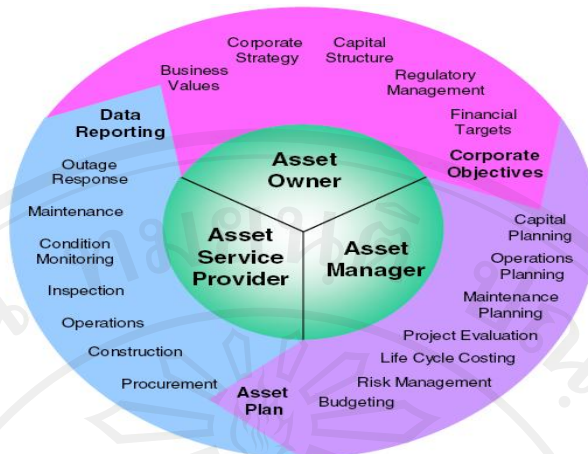 Corporate
Strategy
Capital
Structure
Business
Values
Regulatory
Management
Financial
Targets
Data
Reporting
Corporate
Objectives
Asset
Owner
Outage
Response
Maintenance
Condition
Monitoring
Inspection
Operations
Construction
Procurement
Asset
Service
Provider
Asset
Manager
Capital
Planning
Operations
Planning
Maintenance
Planning
Project Evaluation
Life Cycle Costing
Risk Management
Budgeting
Asset
Plan